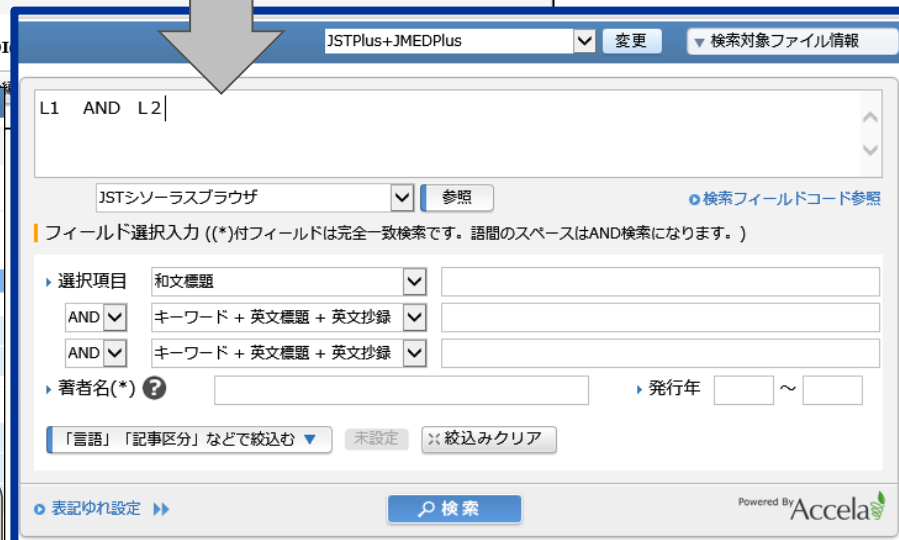 JSTPlus+JMEDPlus 変更 ▼検索対象ファイル情報
L1 AND L2
JSTシソーラスブラウザ 参照 検索フィールドコード参照
フィールド選択入力 ((*)付フィールドは完全一致検索です。語間のスペースはAND検索になります。)
選択項目 和文標題
AND キーワード + 英文標題 + 英文抄録
AND キーワード + 英文標題 + 英文抄録
著者名(*) ? 発行年 ～
「言語」「記事区分」などで絞込む ▼ 未設定 絞込みクリア
表記ゆれ設定 検索 Powered By Accela